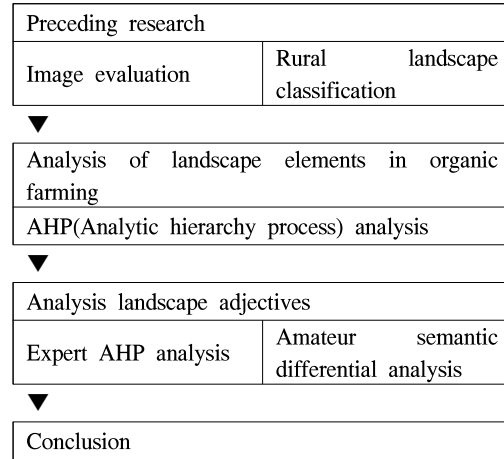 Preceding research
Image evaluation
Rural landscape
classification
▼
Analysis of landscape elements in organic
farming
AHP(Analytic hierarchy process) analysis
▼
Analysis landscape adjectives
Expert AHP analysis
Amateur semantic
differential analysis
▼
Conclusion